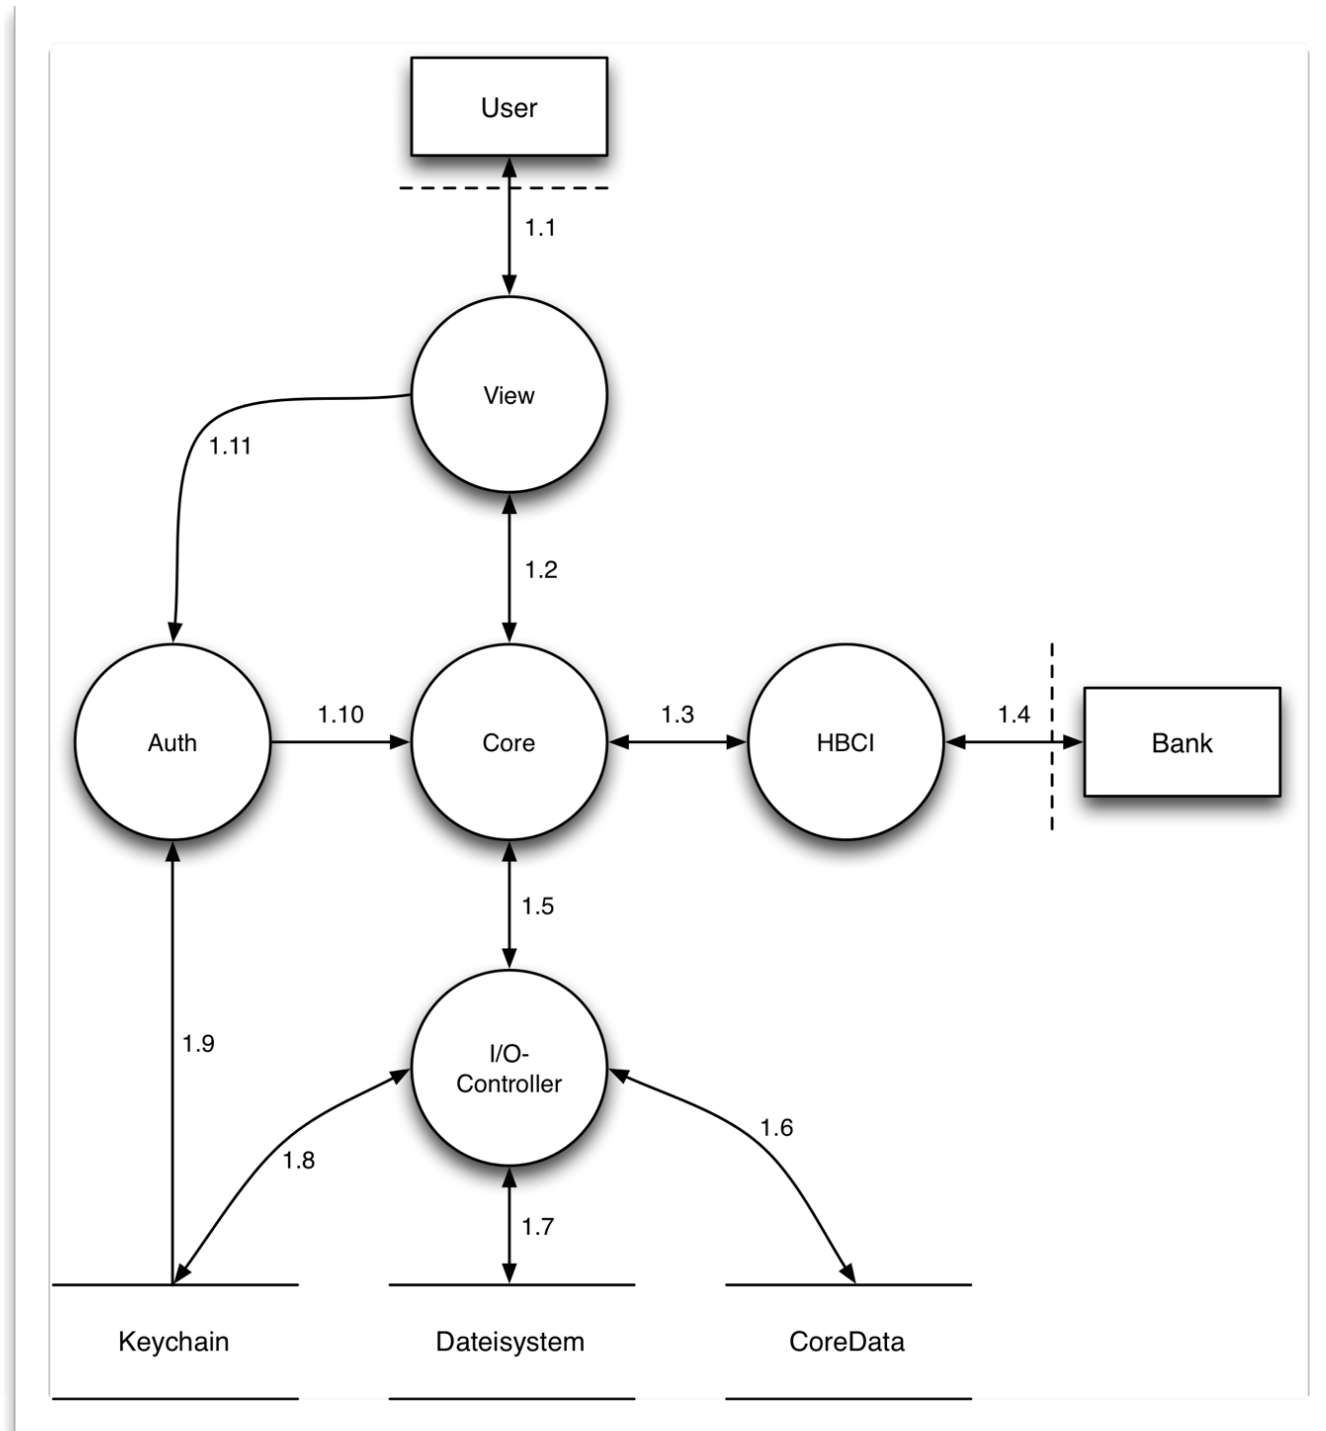 User
1.1
View
1.11
1.2
Auth
1.10
Core
1.3
HBCI
1.4
Bank
1.5
1.9
I/O-
Controller
1.8
1.6
1.7
Keychain
Dateisystem
CoreData